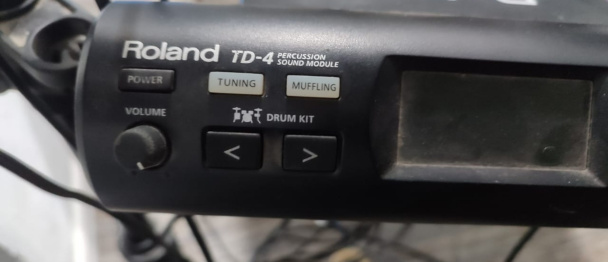 Roland TD-4 PERCUSSION
SOUND MODULE
POWER TUNING MUFFLING
VOLUME
DRUM KIT
< >